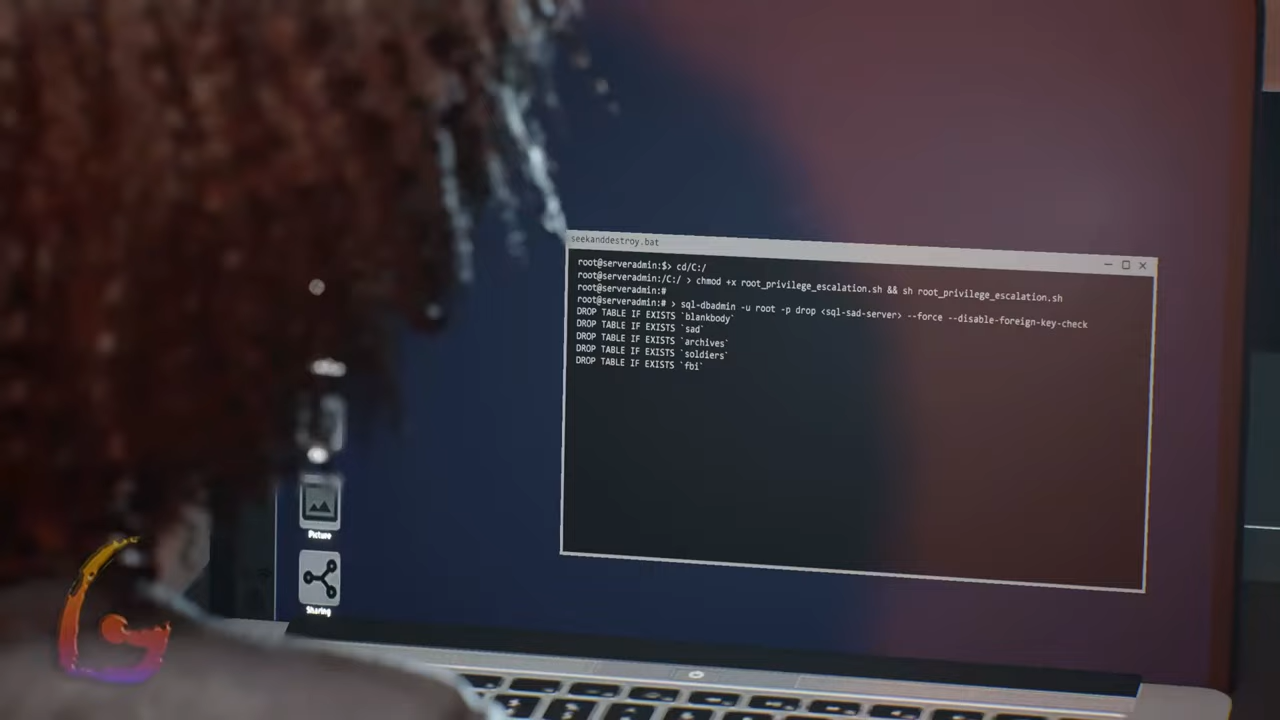 seekanddestroy.bat
root@serveradmin:$> cd/C:/
root@serveradmin:/C:/ > chmod +x root_privilege_escalation.sh && sh root_privilege_escalation.sh
root@serveradmin:#
root@serveradmin:# > sql-dbadmin -u root -p drop <sql-sad-server> --force --disable-foreign-key-check
DROP TABLE IF EXISTS `blankbody`
DROP TABLE IF EXISTS `sad`
DROP TABLE IF EXISTS `archives`
DROP TABLE IF EXISTS `soldiers`
DROP TABLE IF EXISTS `fbi`
Picture
Sharing
G